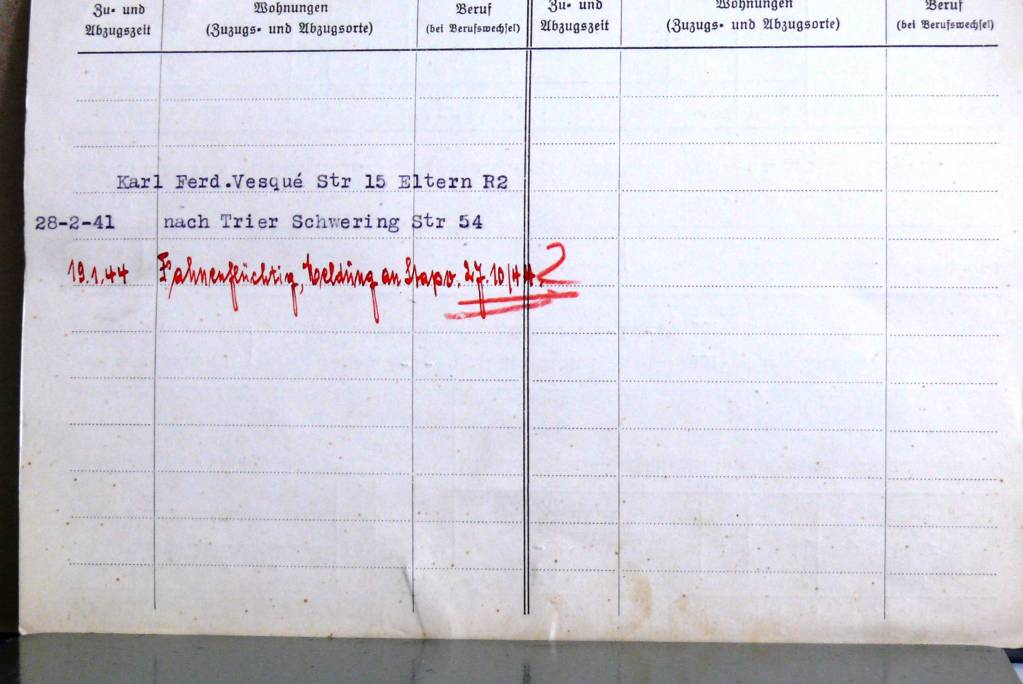 Zu- und Abzugszeit Wohnungen (Zuzugs- und Abzugsorte) Beruf (bei Berufswechsel) Zu- und Abzugszeit Wohnungen (Zuzugs- und Abzugsorte) Beruf (bei Berufswechsel)
Karl Ferd.Vesqué Str 15 Eltern R2
28-2-41 nach Trier Schwering Str 54
19.1.44 Fahnenflüchtig, Meldung an Stapo. 27.10/44. 2